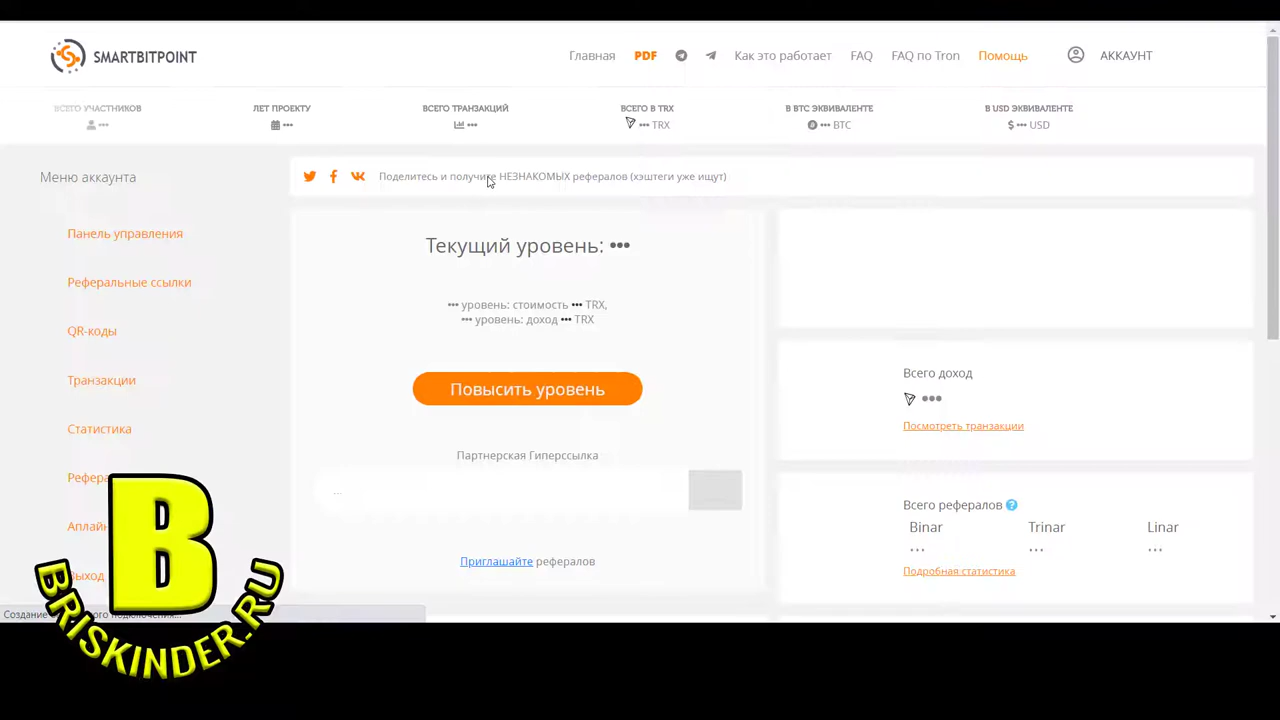 SMARTBITPOINT
Главная PDF Как это работает FAQ FAQ по Tron Помощь АККАУНТ
ВСЕГО УЧАСТНИКОВ ЛЕТ ПРОЕКТУ ВСЕГО ТРАНЗАКЦИЙ ВСЕГО В TRX В BTC ЭКВИВАЛЕНТЕ В USD ЭКВИВАЛЕНТЕ
••• ••• ••• ••• TRX ••• BTC $ ••• USD
Меню аккаунта
Панель управления
Реферальные ссылки
QR-коды
Транзакции
Статистика
Выход
Поделитесь и получите НЕЗНАКОМЫХ рефералов (хэштеги уже ищут)
Текущий уровень: •••
••• уровень: стоимость ••• TRX,
••• уровень: доход ••• TRX
Повысить уровень
Партнерская Гиперссылка
...
Приглашайте рефералов
Всего доход
•••
Посмотреть транзакции
Всего рефералов ?
Binar Trinar Linar
... ... ...
Подробная статистика
Создание
B
BRISKINDER.RU